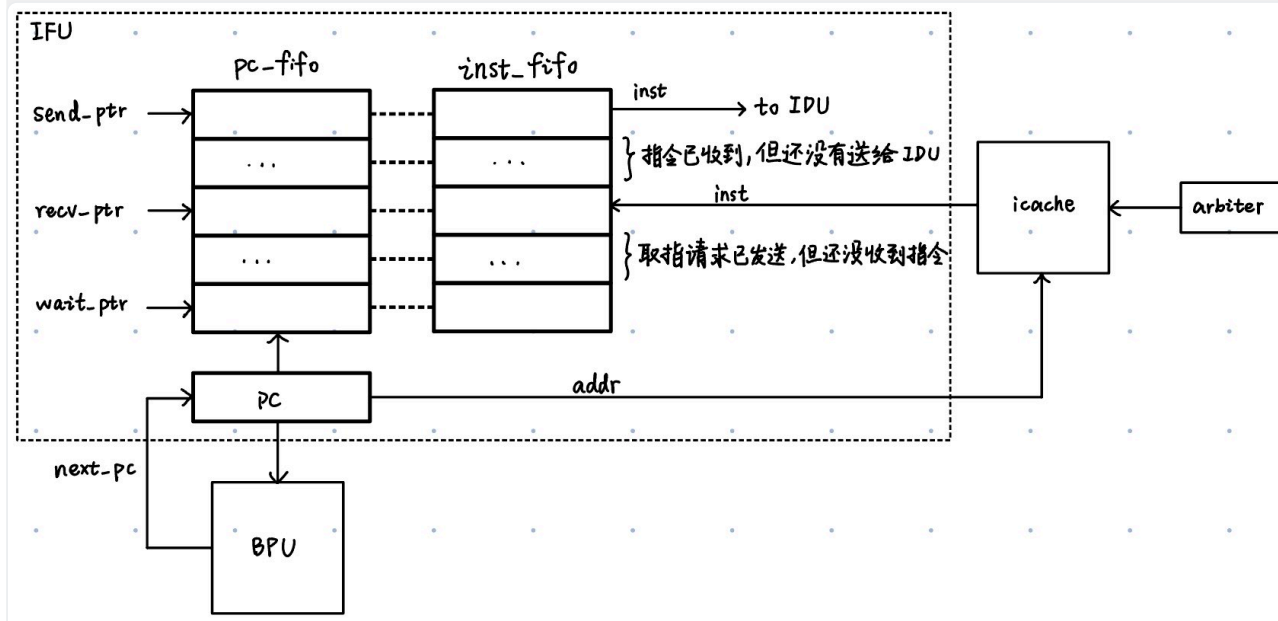 IFU
pc-fifo
inst_fifo
send_ptr
inst
to IDU
...
...
指令已收到,但还没有送给IDU
recv_ptr
inst
icache
arbiter
...
...
取指请求已发送,但还没收到指令
wait_ptr
PC
addr
next_pc
BPU